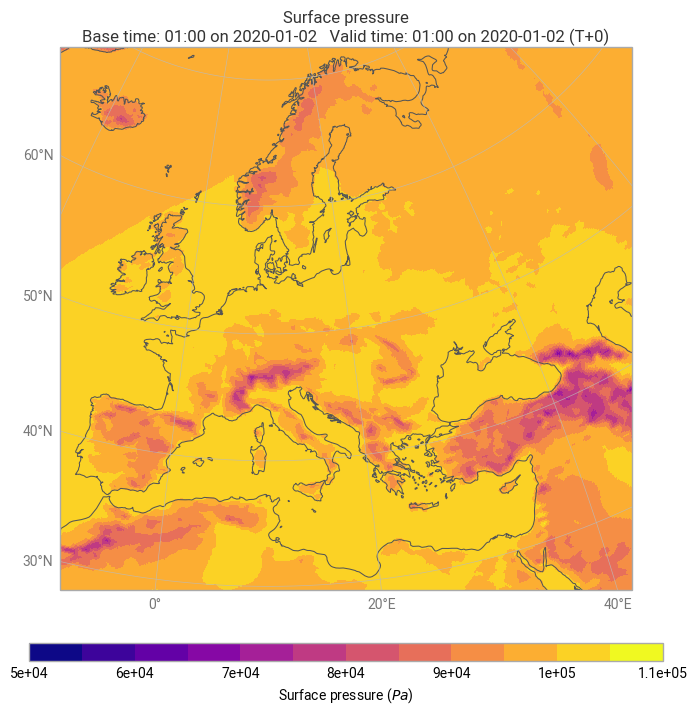 Surface pressure
Base time: 01:00 on 2020-01-02 Valid time: 01:00 on 2020-01-02 (T+0)
60°N
50°N
40°N
30°N
0°
20°E
40°E
5e+04
6e+04
7e+04
8e+04
9e+04
1e+05
1.1e+05
Surface pressure (Pa)